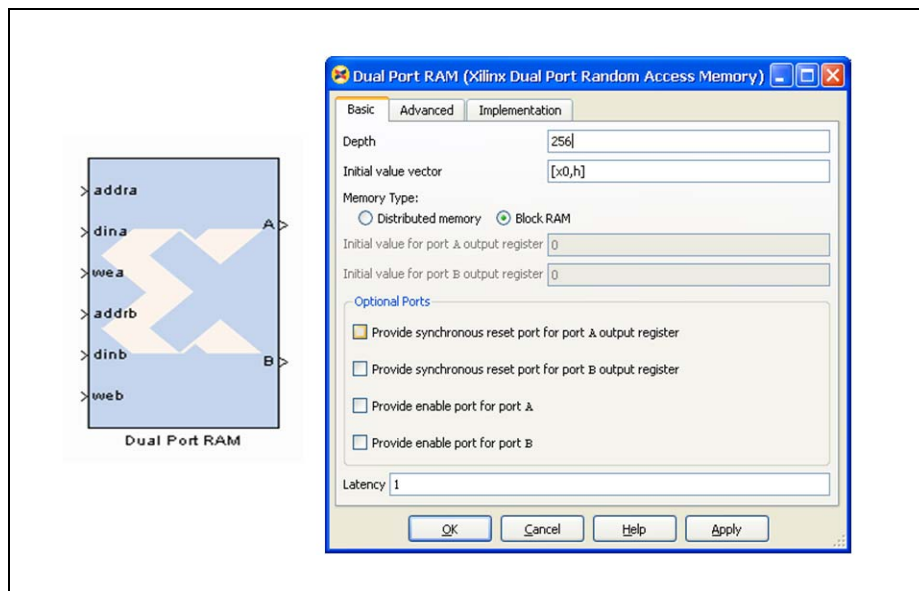 addra
dina
wea
addrb
dinb
web
A
B
Dual Port RAM
Dual Port RAM (Xilinx Dual Port Random Access Memory)
Basic Advanced Implementation
Depth 256
Initial value vector [x0,h]
Memory Type:
Distributed memory Block RAM
Initial value for port A output register 0
Initial value for port B output register 0
Optional Ports
Provide synchronous reset port for port A output register
Provide synchronous reset port for port B output register
Provide enable port for port A
Provide enable port for port B
Latency 1
OK Cancel Help Apply